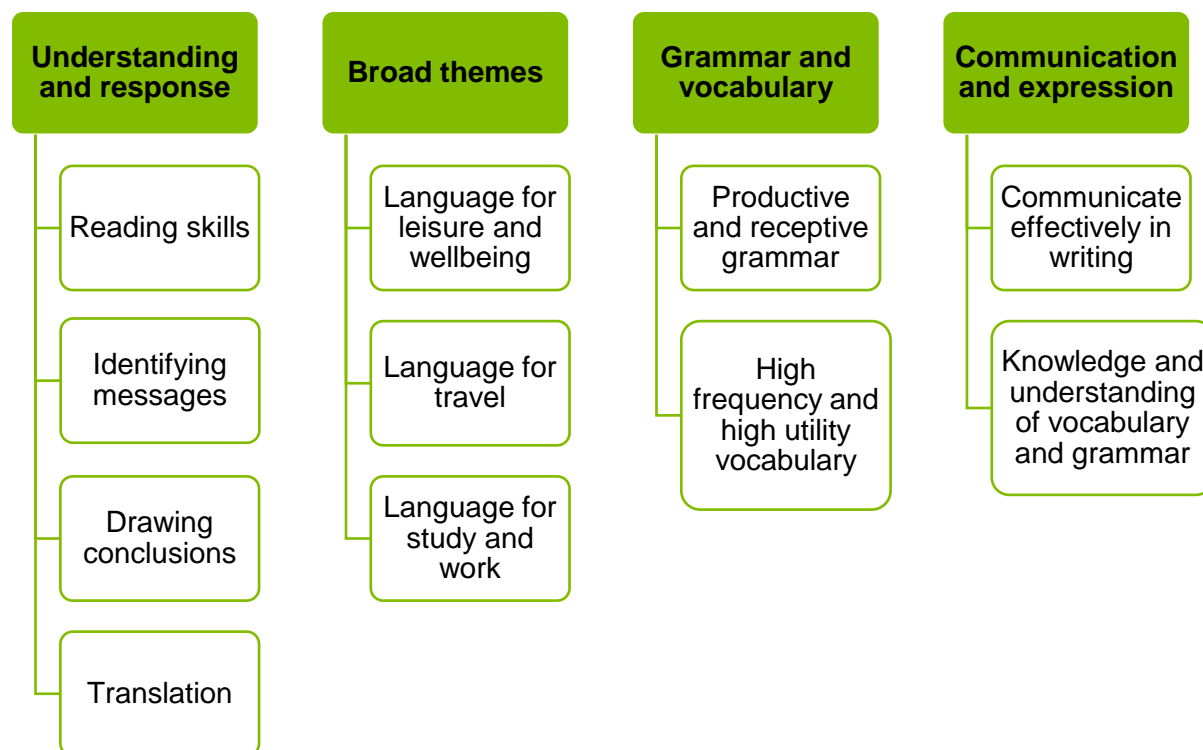 Understanding
and response
Reading skills
Identifying
messages
Drawing
conclusions
Translation
Broad themes
Language for
leisure and
wellbeing
Language for
travel
Language for
study and
work
Grammar and
vocabulary
Productive
and receptive
grammar
High
frequency and
high utility
vocabulary
Communication
and expression
Communicate
effectively in
writing
Knowledge and
understanding
of vocabulary
and grammar